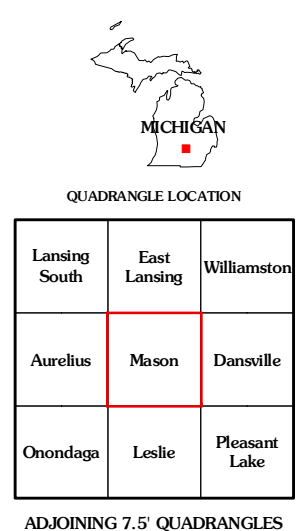 MICHIGAN
QUADRANGLE LOCATION
Lansing
South
East
Lansing
Williamston
Aurelius
Mason
Dansville
Onondaga
Leslie
Pleasant
Lake
ADJOINING 7.5' QUADRANGLES